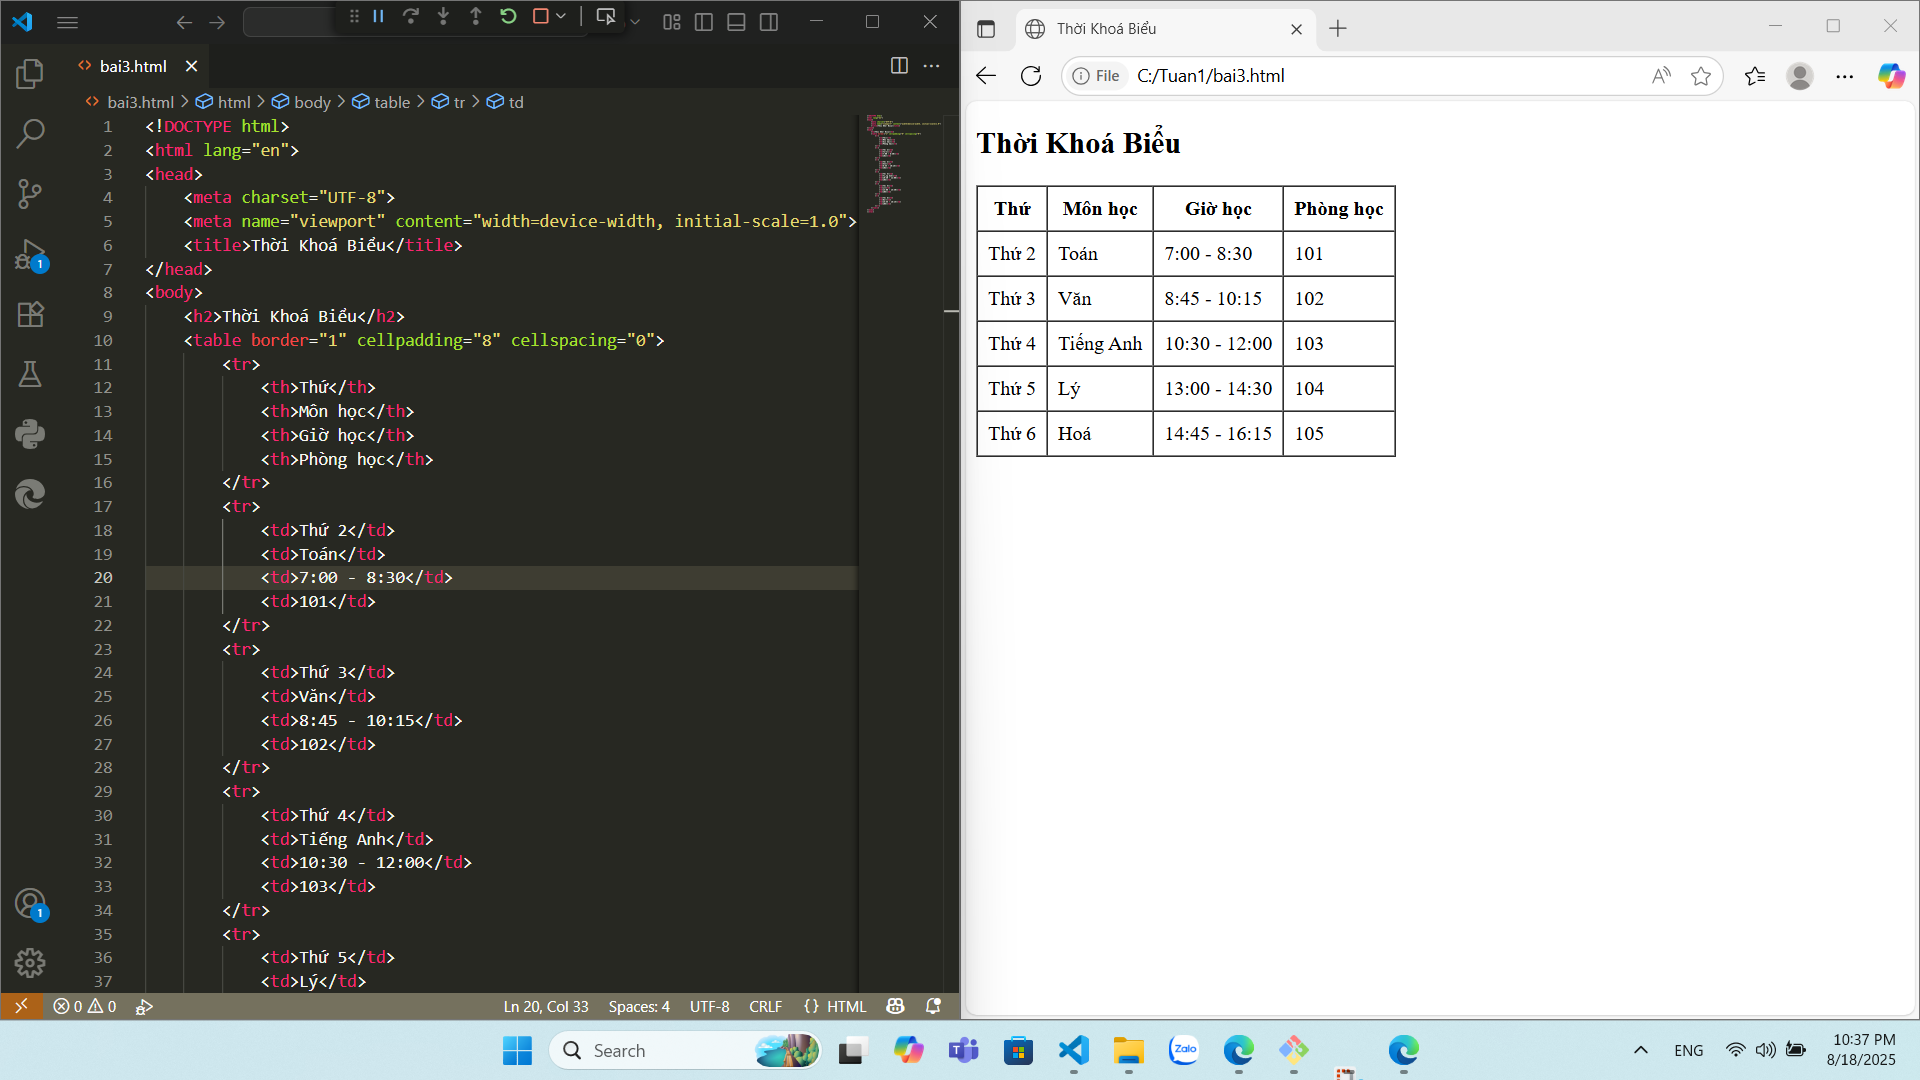 bai3.html
bai3.html > html > body > table > tr > td
1 <!DOCTYPE html>
2 <html lang="en">
3 <head>
4 <meta charset="UTF-8">
5 <meta name="viewport" content="width=device-width, initial-scale=1.0">
6 <title>Thời Khoá Biểu</title>
7 </head>
8 <body>
9 <h2>Thời Khoá Biểu</h2>
10 <table border="1" cellpadding="8" cellspacing="0">
11 <tr>
12 <th>Thứ</th>
13 <th>Môn học</th>
14 <th>Giờ học</th>
15 <th>Phòng học</th>
16 </tr>
17 <tr>
18 <td>Thứ 2</td>
19 <td>Toán</td>
20 <td>7:00 - 8:30</td>
21 <td>101</td>
22 </tr>
23 <tr>
24 <td>Thứ 3</td>
25 <td>Văn</td>
26 <td>8:45 - 10:15</td>
27 <td>102</td>
28 </tr>
29 <tr>
30 <td>Thứ 4</td>
31 <td>Tiếng Anh</td>
32 <td>10:30 - 12:00</td>
33 <td>103</td>
34 </tr>
35 <tr>
36 <td>Thứ 5</td>
37 <td>Lý</td>
1
1
0 0 Ln 20, Col 33 Spaces: 4 UTF-8 CRLF {} HTML
Thời Khoá Biểu
File C:/Tuan1/bai3.html
Thời Khoá Biểu
Thứ Môn học Giờ học Phòng học
Thứ 2 Toán 7:00 - 8:30 101
Thứ 3 Văn 8:45 - 10:15 102
Thứ 4 Tiếng Anh 10:30 - 12:00 103
Thứ 5 Lý 13:00 - 14:30 104
Thứ 6 Hoá 14:45 - 16:15 105
Search
Zalo
ENG
10:37 PM
8/18/2025